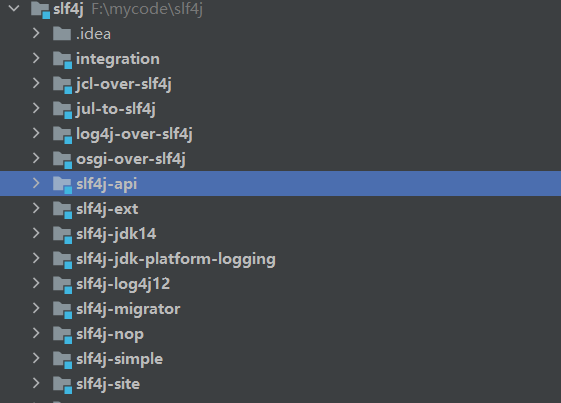 slf4j F:\mycode\slf4j
.idea
integration
jcl-over-slf4j
jul-to-slf4j
log4j-over-slf4j
osgi-over-slf4j
slf4j-api
slf4j-ext
slf4j-jdk14
slf4j-jdk-platform-logging
slf4j-log4j12
slf4j-migrator
slf4j-nop
slf4j-simple
slf4j-site